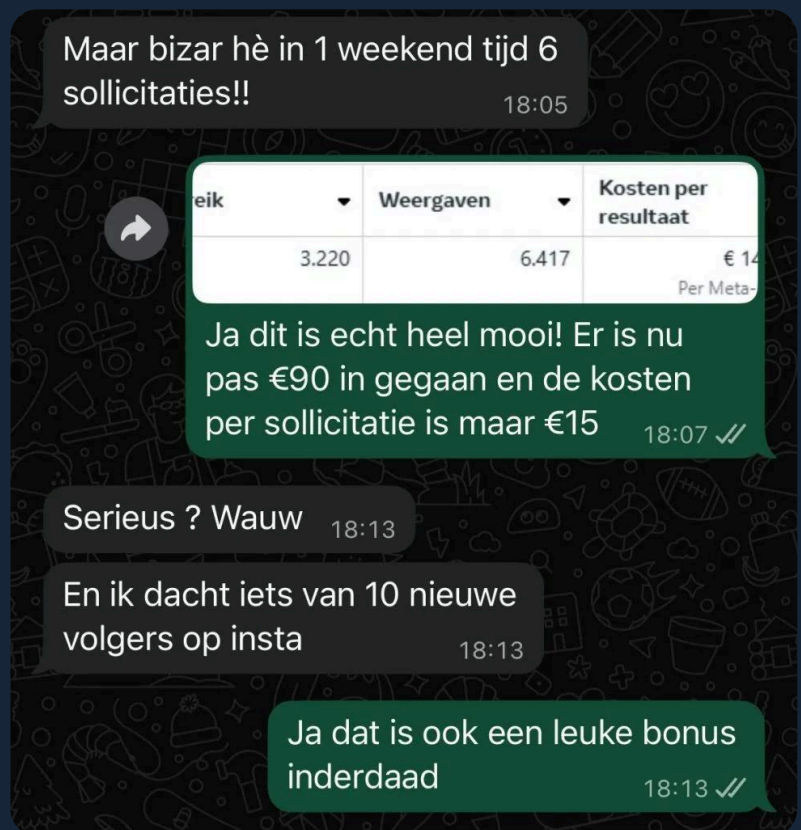 Maar bizar hè in 1 weekend tijd 6
sollicitaties!!
18:05
eik Weergaven Kosten per
resultaat
3.220 6.417 € 14
Per Meta-
Ja dit is echt heel mooi! Er is nu
pas €90 in gegaan en de kosten
per sollicitatie is maar €15 18:07
Serieus ? Wauw 18:13
En ik dacht iets van 10 nieuwe
volgers op insta 18:13
Ja dat is ook een leuke bonus
inderdaad 18:13